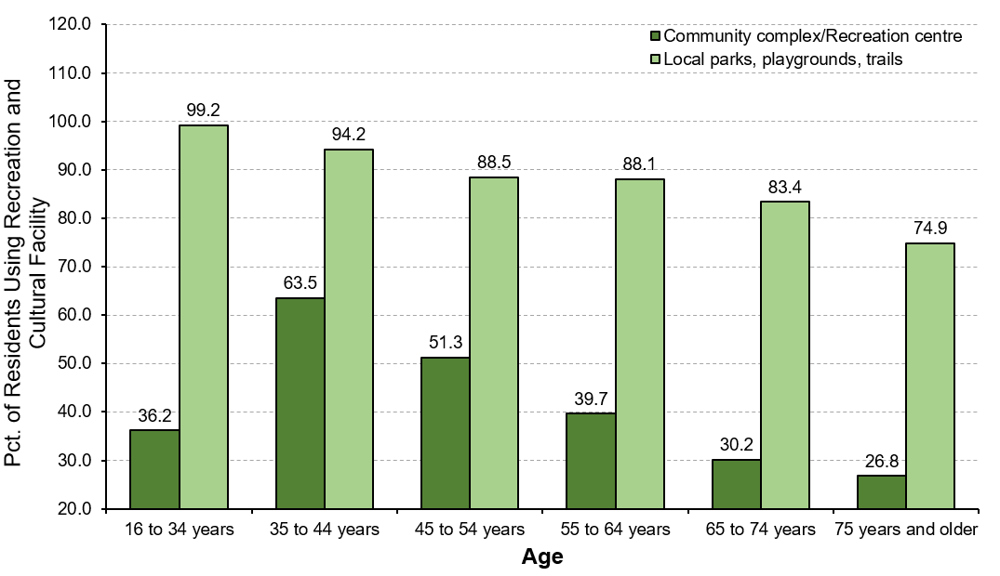 120.0
110.0
100.0
90.0
80.0
70.0
60.0
50.0
40.0
30.0
20.0
Pct. of Residents Using Recreation and
Cultural Facility
Community complex/Recreation centre
Local parks, playgrounds, trails
36.2
99.2
63.5
94.2
51.3
88.5
39.7
88.1
30.2
83.4
26.8
74.9
16 to 34 years
35 to 44 years
45 to 54 years
55 to 64 years
65 to 74 years
75 years and older
Age